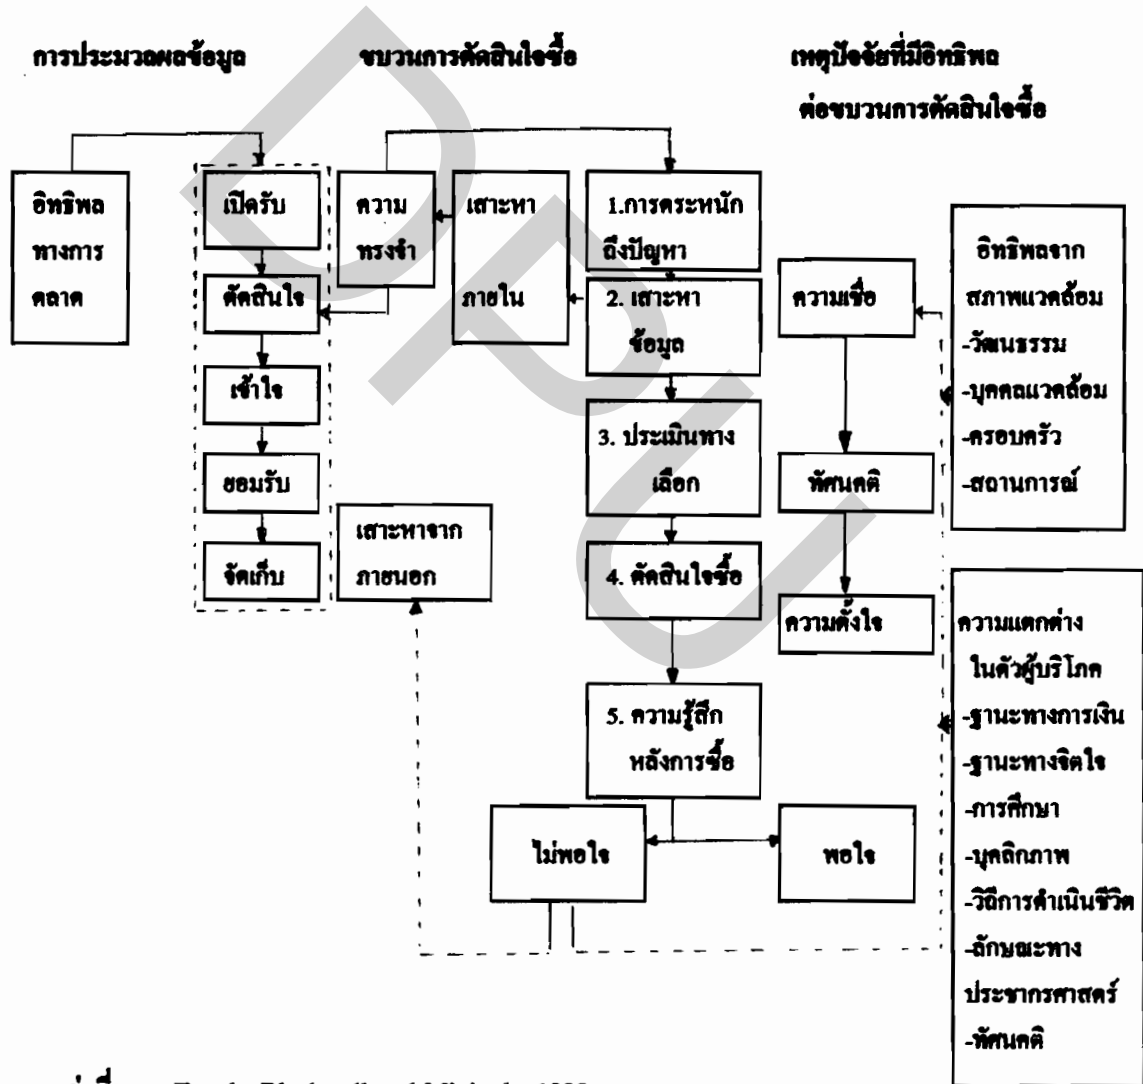 การประมวลผลข้อมูล
ขบวนการตัดสินใจซื้อ
เหตุปัจจัยที่มีอิทธิพล
ต่อขบวนการตัดสินใจซื้อ
อิทธิพล
ทางการ
ตลาด
เปิดรับ
ตัดสินใจ
เข้าใจ
ยอมรับ
จัดเก็บ
ความ
ทรงจำ
เสาะหา
ภายใน
เสาะหาจาก
ภายนอก
1.การตระหนัก
ถึงปัญหา
2. เสาะหา
ข้อมูล
3. ประเมินทาง
เลือก
4. ตัดสินใจซื้อ
5. ความรู้สึก
หลังการซื้อ
ไม่พอใจ
พอใจ
ความเชื่อ
ทัศนคติ
ความตั้งใจ
อิทธิพลจาก
สภาพแวดล้อม
-วัฒนธรรม
-บุคคลแวดล้อม
-ครอบครัว
-สถานการณ์
ความแตกต่าง
ในตัวผู้บริโภค
-ฐานะทางการเงิน
-ฐานะทางจิตใจ
-การศึกษา
-บุคลิกภาพ
-วิถีการดำเนินชีวิต
-ลักษณะทาง
ประชากรศาสตร์
-ทัศนคติ
DPU